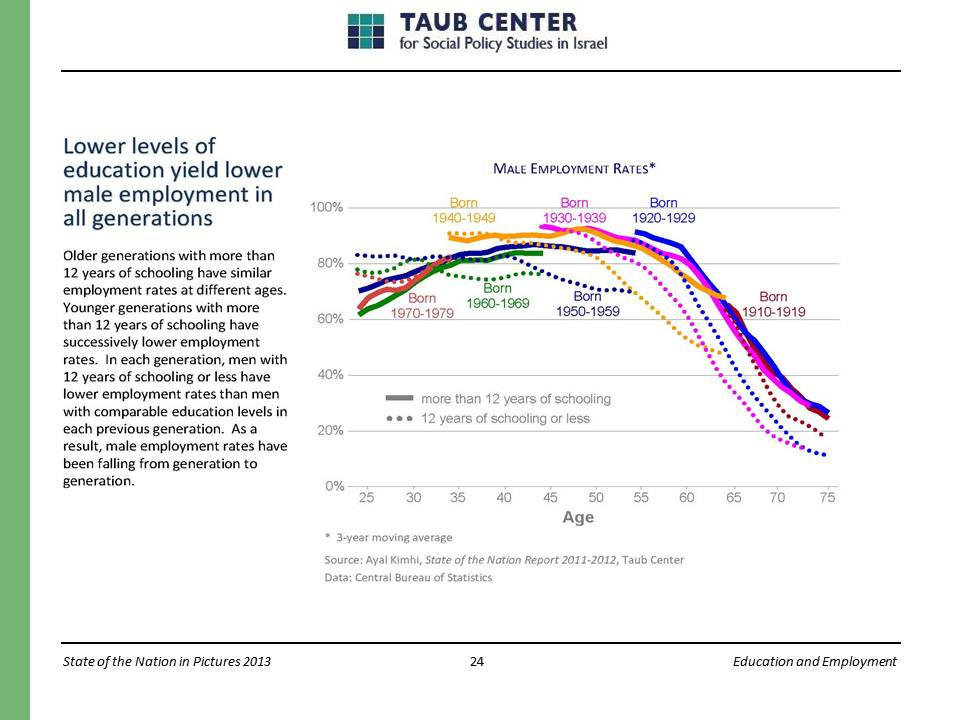 TAUB CENTER
for Social Policy Studies in Israel
Lower levels of
education yield lower
male employment in
all generations
Older generations with more than
12 years of schooling have similar
employment rates at different ages.
Younger generations with more
than 12 years of schooling have
successively lower employment
rates. In each generation, men with
12 years of schooling or less have
lower employment rates than men
with comparable education levels in
each previous generation. As a
result, male employment rates have
been falling from generation to
generation.
MALE EMPLOYMENT RATES*
100%
80%
60%
40%
20%
0%
Born
1940-1949
Born
1930-1939
Born
1920-1929
Born
1970-1979
Born
1960-1969
Born
1950-1959
Born
1910-1919
more than 12 years of schooling
12 years of schooling or less
25 30 35 40 45 50 55 60 65 70 75
Age
* 3-year moving average
Source: Ayal Kimhi, State of the Nation Report 2011-2012, Taub Center
Data: Central Bureau of Statistics
State of the Nation in Pictures 2013 24 Education and Employment